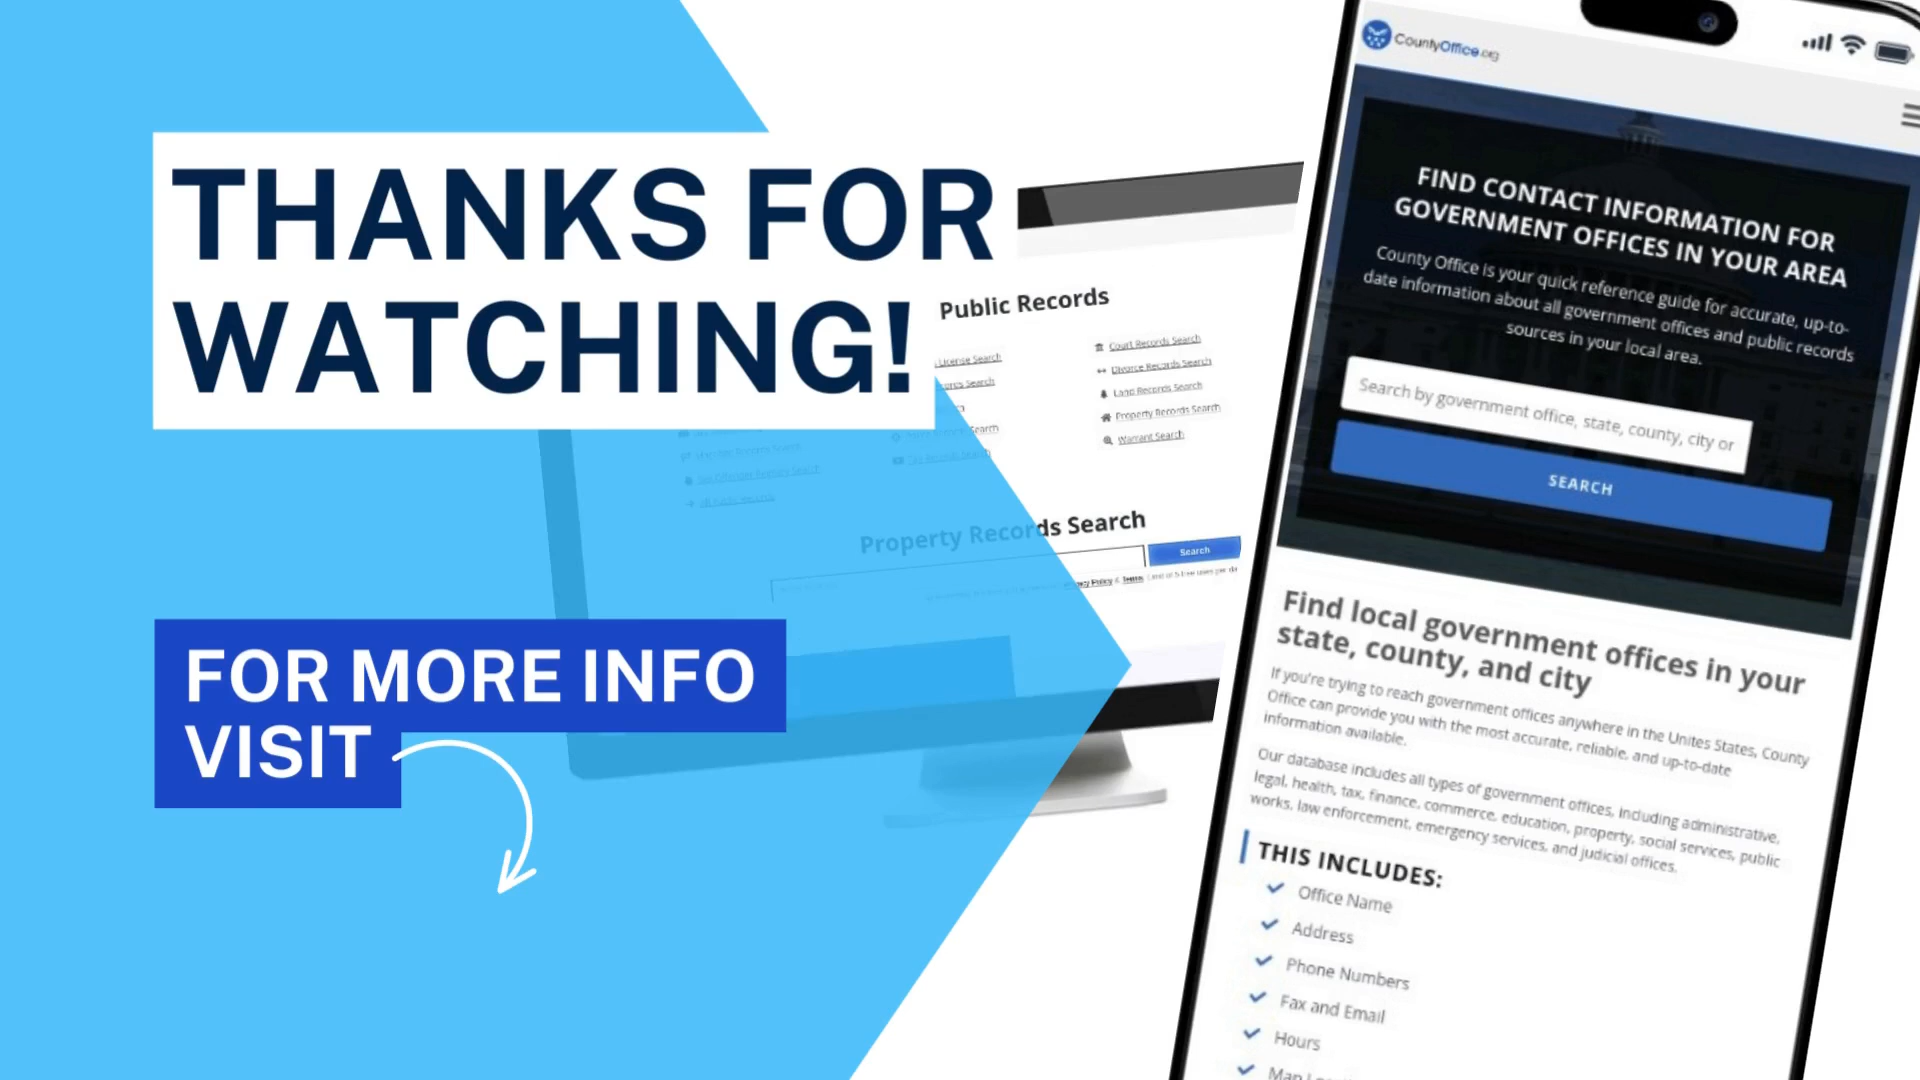 THANKS FOR
WATCHING!
FOR MORE INFO
VISIT
Public Records
License Search
Search
Search
Court Records Search
Divorce Records Search
Land Records Search
Property Records Search
Warrant Search
Property Records Search
Search
CountyOffice.org
FIND CONTACT INFORMATION FOR
GOVERNMENT OFFICES IN YOUR AREA
County Office is your quick reference guide for accurate, up-to-
date information about all government offices and public records
sources in your local area.
Search by government office, state, county, city or
SEARCH
Find local government offices in your
state, county, and city
If you're trying to reach government offices anywhere in the Unites States, County
Office can provide you with the most accurate, reliable, and up-to-date
information available.
Our database includes all types of government offices, including administrative,
legal, health, tax, finance, commerce, education, property, social services, public
works, law enforcement, emergency services, and judicial offices.
THIS INCLUDES:
Office Name
Address
Phone Numbers
Fax and Email
Hours